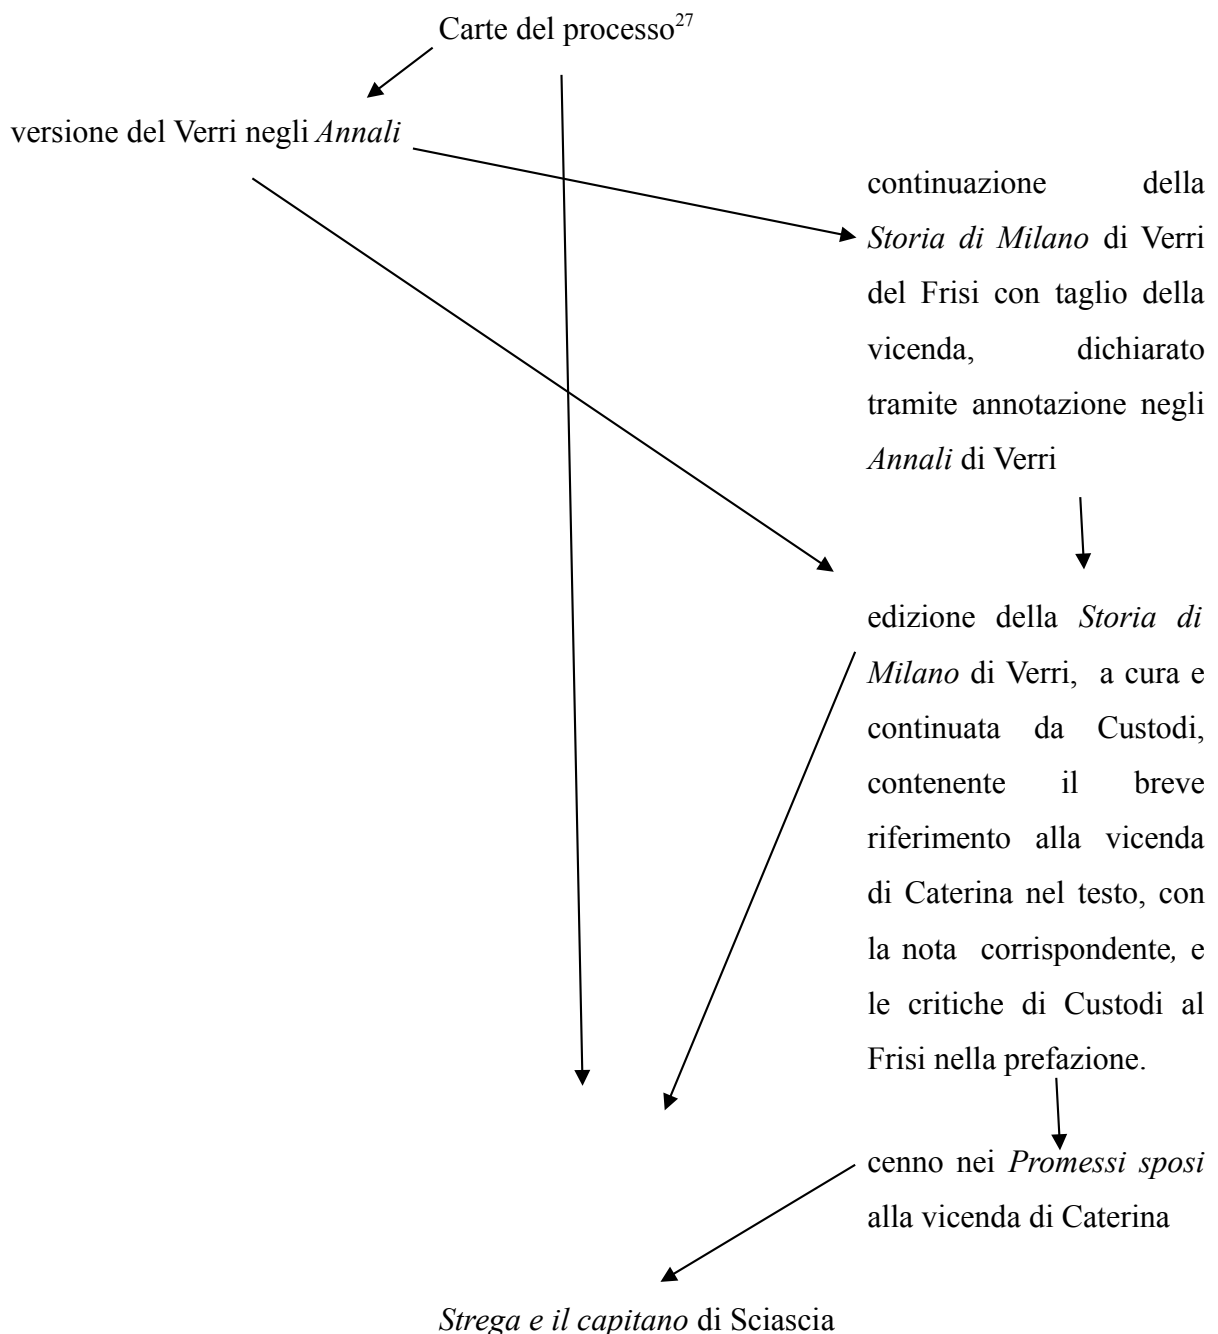 Carte del processo27
versione del Verri negli Annali
continuazione della
Storia di Milano di Verri
del Frisi con taglio della
vicenda, dichiarato
tramite annotazione negli
Annali di Verri
edizione della Storia di
Milano di Verri, a cura e
continuata da Custodi,
contenente il breve
riferimento alla vicenda
di Caterina nel testo, con
la nota corrispondente, e
le critiche di Custodi al
Frisi nella prefazione.
cenno nei Promessi sposi
alla vicenda di Caterina
Strega e il capitano di Sciascia